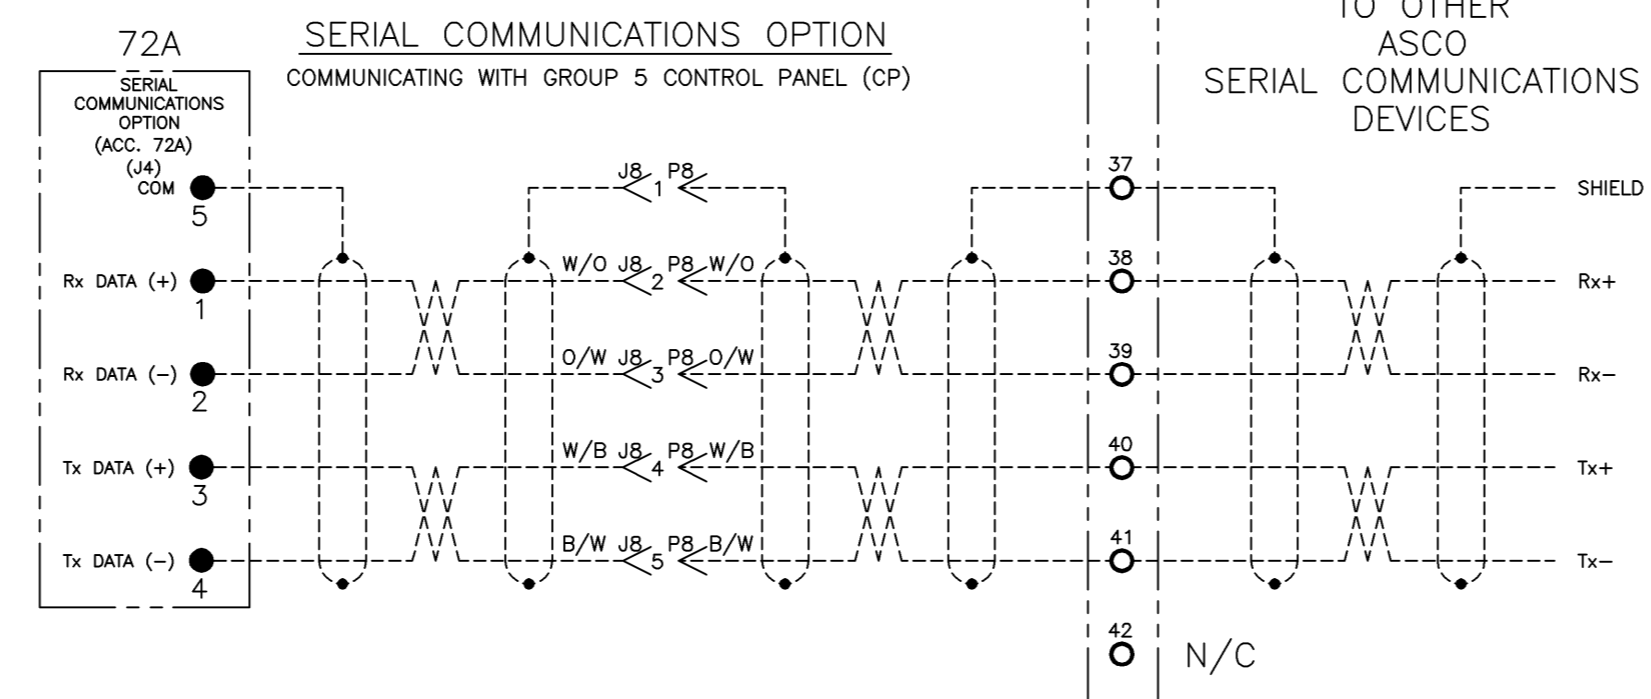 TO OTHER
ASCO
SERIAL COMMUNICATIONS
DEVICES
SERIAL COMMUNICATIONS OPTION
COMMUNICATING WITH GROUP 5 CONTROL PANEL (CP)
72A
SERIAL
COMMUNICATIONS
OPTION
(ACC. 72A)
(J4)
COM
5
J8 1 P8
37
SHIELD
Rx DATA (+)
1
W/O J8 2 P8 W/O
38
Rx+
Rx DATA (-)
2
O/W J8 3 P8 O/W
39
Rx-
Tx DATA (+)
3
W/B J8 4 P8 W/B
40
Tx+
Tx DATA (-)
4
B/W J8 5 P8 B/W
41
Tx-
42
N/C